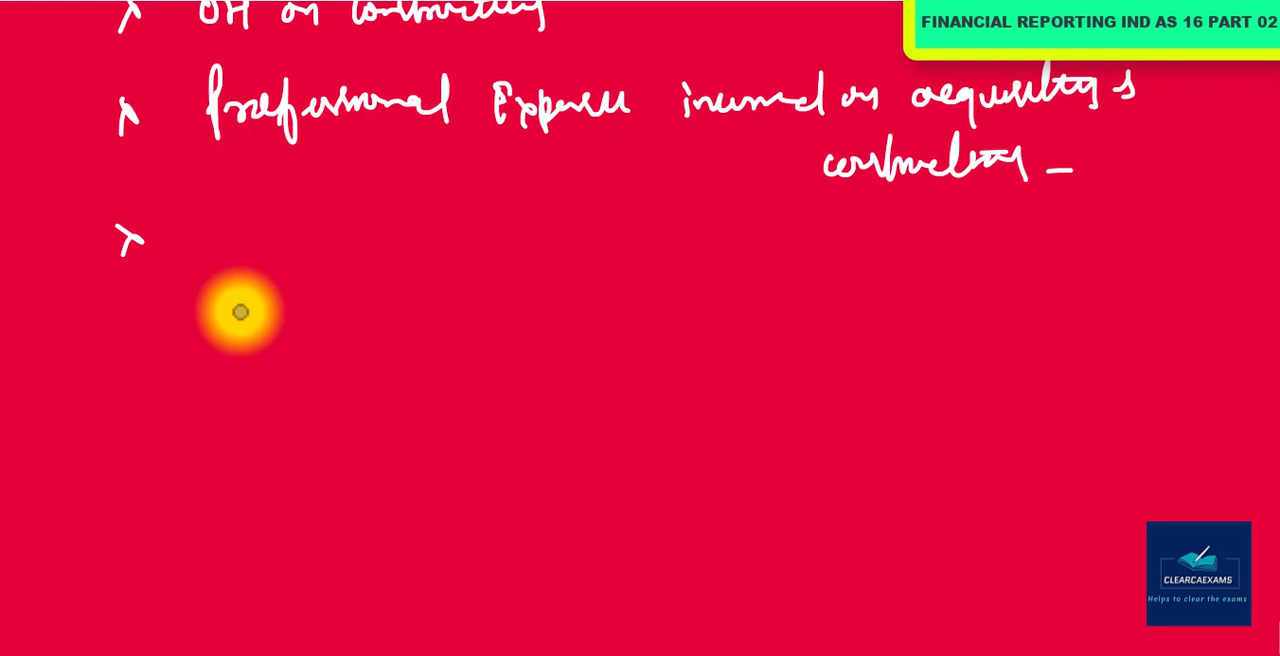 OH on constructing
FINANCIAL REPORTING IND AS 16 PART 02
Professional Expense incurred on acquisition &
construction -
CLEARCAEXAMS
Helps to clear the exams